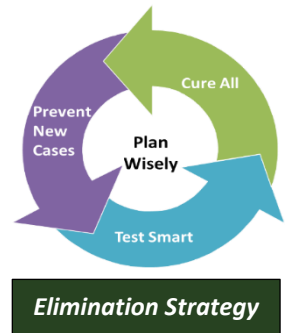 Cure All
Prevent
New
Cases
Plan
Wisely
Test Smart
Elimination Strategy